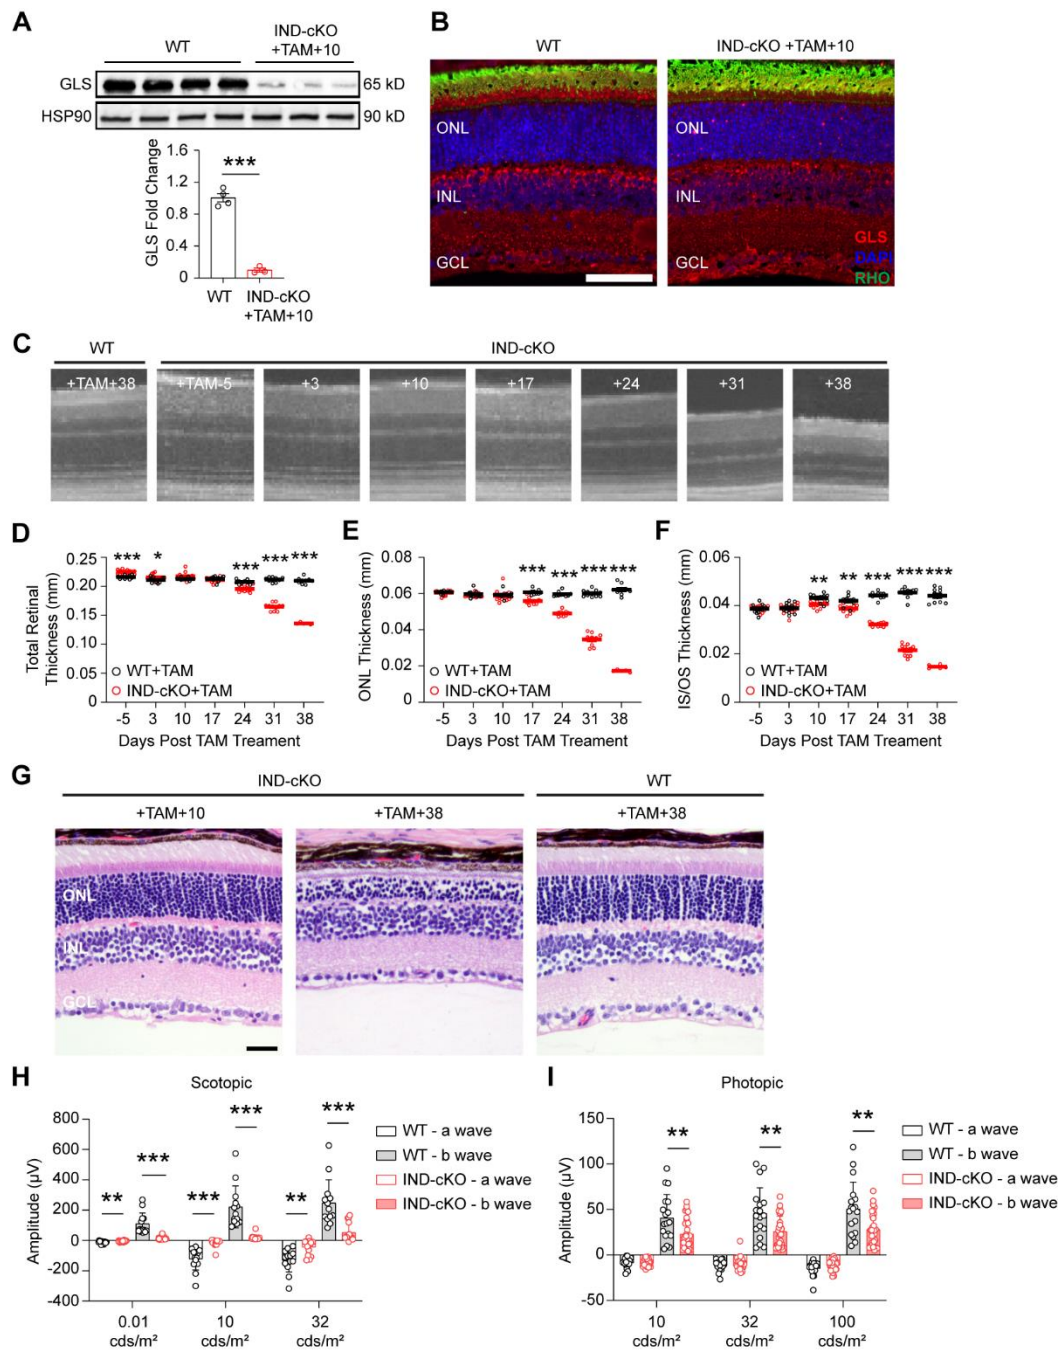 A
WT
IND-cKO
+TAM+10
GLS
65 kD
HSP90
90 kD
GLS Fold Change
1.6
1.2
0.8
0.4
0
***
WT
IND-cKO
+TAM+10
B
WT
IND-cKO +TAM+10
ONL
INL
GCL
ONL
INL
GCL
GLS
DAPI
RHO
C
WT
IND-cKO
+TAM+38
+TAM-5
+3
+10
+17
+24
+31
+38
D
Total Retinal
Thickness (mm)
0.25
0.20
0.15
0.10
0.05
0
*** * *** *** ***
WT+TAM
IND-cKO+TAM
-5 3 10 17 24 31 38
Days Post TAM Treament
E
ONL Thickness (mm)
0.08
0.06
0.04
0.02
0
*** *** *** ***
WT+TAM
IND-cKO+TAM
-5 3 10 17 24 31 38
Days Post TAM Treament
F
IS/OS Thickness (mm)
0.06
0.04
0.02
0
** ** *** *** ***
WT+TAM
IND-cKO+TAM
-5 3 10 17 24 31 38
Days Post TAM Treament
G
IND-cKO
WT
+TAM+10
+TAM+38
+TAM+38
ONL
INL
GCL
H
Scotopic
Amplitude (µV)
800
600
400
200
0
-200
-400
** *** *** *** ** ***
0.01
cds/m²
10
cds/m²
32
cds/m²
WT - a wave
WT - b wave
IND-cKO - a wave
IND-cKO - b wave
I
Photopic
Amplitude (µV)
150
100
50
0
-50
** ** **
10
cds/m²
32
cds/m²
100
cds/m²
WT - a wave
WT - b wave
IND-cKO - a wave
IND-cKO - b wave